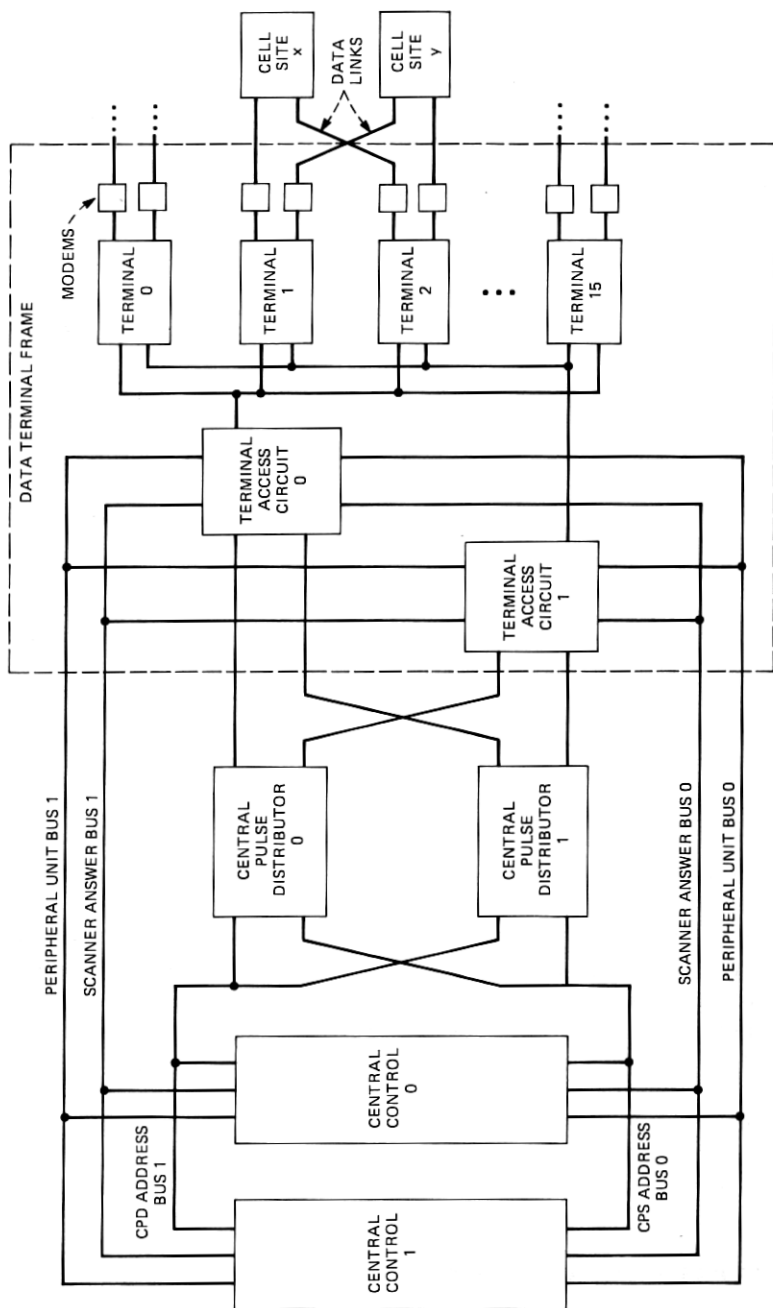 DATA TERMINAL FRAME
MODEMS
CELL
SITE
x
CELL
SITE
y
DATA
LINKS
TERMINAL
0
TERMINAL
1
TERMINAL
2
TERMINAL
15
TERMINAL
ACCESS
CIRCUIT
0
TERMINAL
ACCESS
CIRCUIT
1
PERIPHERAL UNIT BUS 1
SCANNER ANSWER BUS 1
CENTRAL
PULSE
DISTRIBUTOR
0
CENTRAL
PULSE
DISTRIBUTOR
1
SCANNER ANSWER BUS 0
PERIPHERAL UNIT BUS 0
CPD ADDRESS
BUS 1
CENTRAL
CONTROL
0
CENTRAL
CONTROL
1
CPS ADDRESS
BUS 0